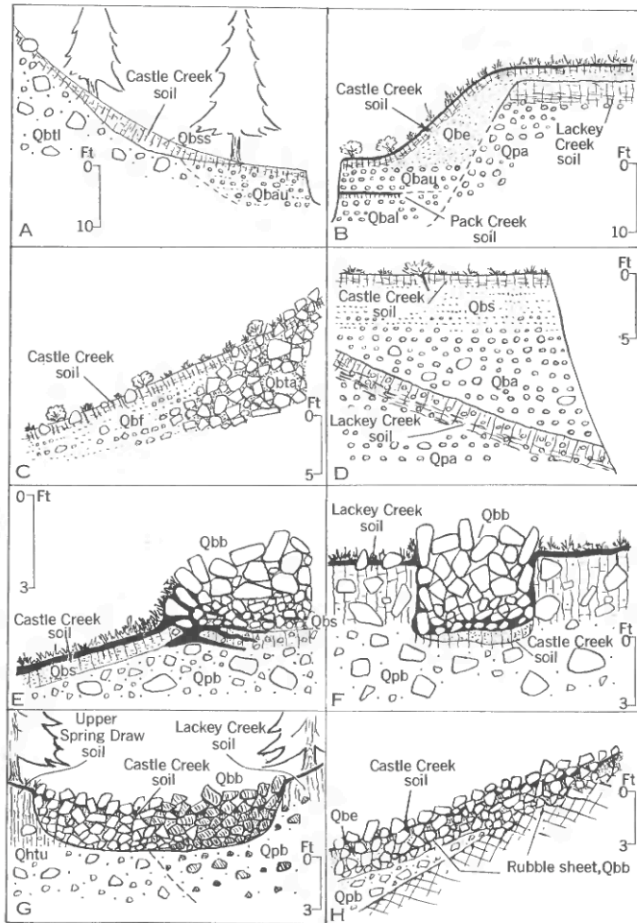 Castle Creek
soil
Qbtl
Qbss
Ft
0
Qbau
10
A
Castle Creek
soil
Qbe
Lackey Creek
soil
Qpa
Ft
0
Qbau
Qbal
Pack Creek
soil
10
B
Castle Creek
soil
Qbta
Qbf
Ft
0
5
C
Ft
0
Castle Creek
soil
Qbs
5
Qba
Lackey Creek
soil
Qpa
D
0 Ft
Qbb
3
Castle Creek
soil
Qbs
Qbs
Qpb
E
Lackey Creek
soil
Qbb
Castle Creek
soil
Qpb
Ft
0
3
F
Upper
Spring Draw
soil
Lackey Creek
soil
Castle Creek
soil
Qbb
Qhtu
Qpb
Ft
0
3
G
Castle Creek
soil
Ft
0
Qbe
3
Rubble sheet, Qbb
Qpb
H